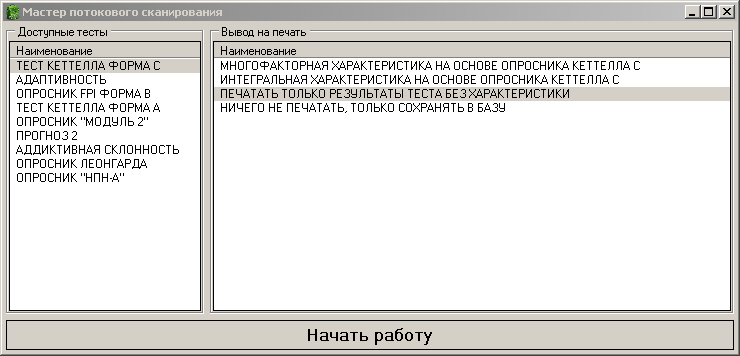 Мастер потокового сканирования
Доступные тесты
Наименование
ТЕСТ КЕТТЕЛЛА ФОРМА С
АДАПТИВНОСТЬ
ОПРОСНИК FPI ФОРМА В
ТЕСТ КЕТТЕЛЛА ФОРМА А
ОПРОСНИК "МОДУЛЬ 2"
ПРОГНОЗ 2
АДДИКТИВНАЯ СКЛОННОСТЬ
ОПРОСНИК ЛЕОНГАРДА
ОПРОСНИК "НПН-А"
Вывод на печать
Наименование
МНОГОФАКТОРНАЯ ХАРАКТЕРИСТИКА НА ОСНОВЕ ОПРОСНИКА КЕТТЕЛЛА С
ИНТЕГРАЛЬНАЯ ХАРАКТЕРИСТИКА НА ОСНОВЕ ОПРОСНИКА КЕТТЕЛЛА С
ПЕЧАТАТЬ ТОЛЬКО РЕЗУЛЬТАТЫ ТЕСТА БЕЗ ХАРАКТЕРИСТИКИ
НИЧЕГО НЕ ПЕЧАТАТЬ, ТОЛЬКО СОХРАНЯТЬ В БАЗУ
Начать работу